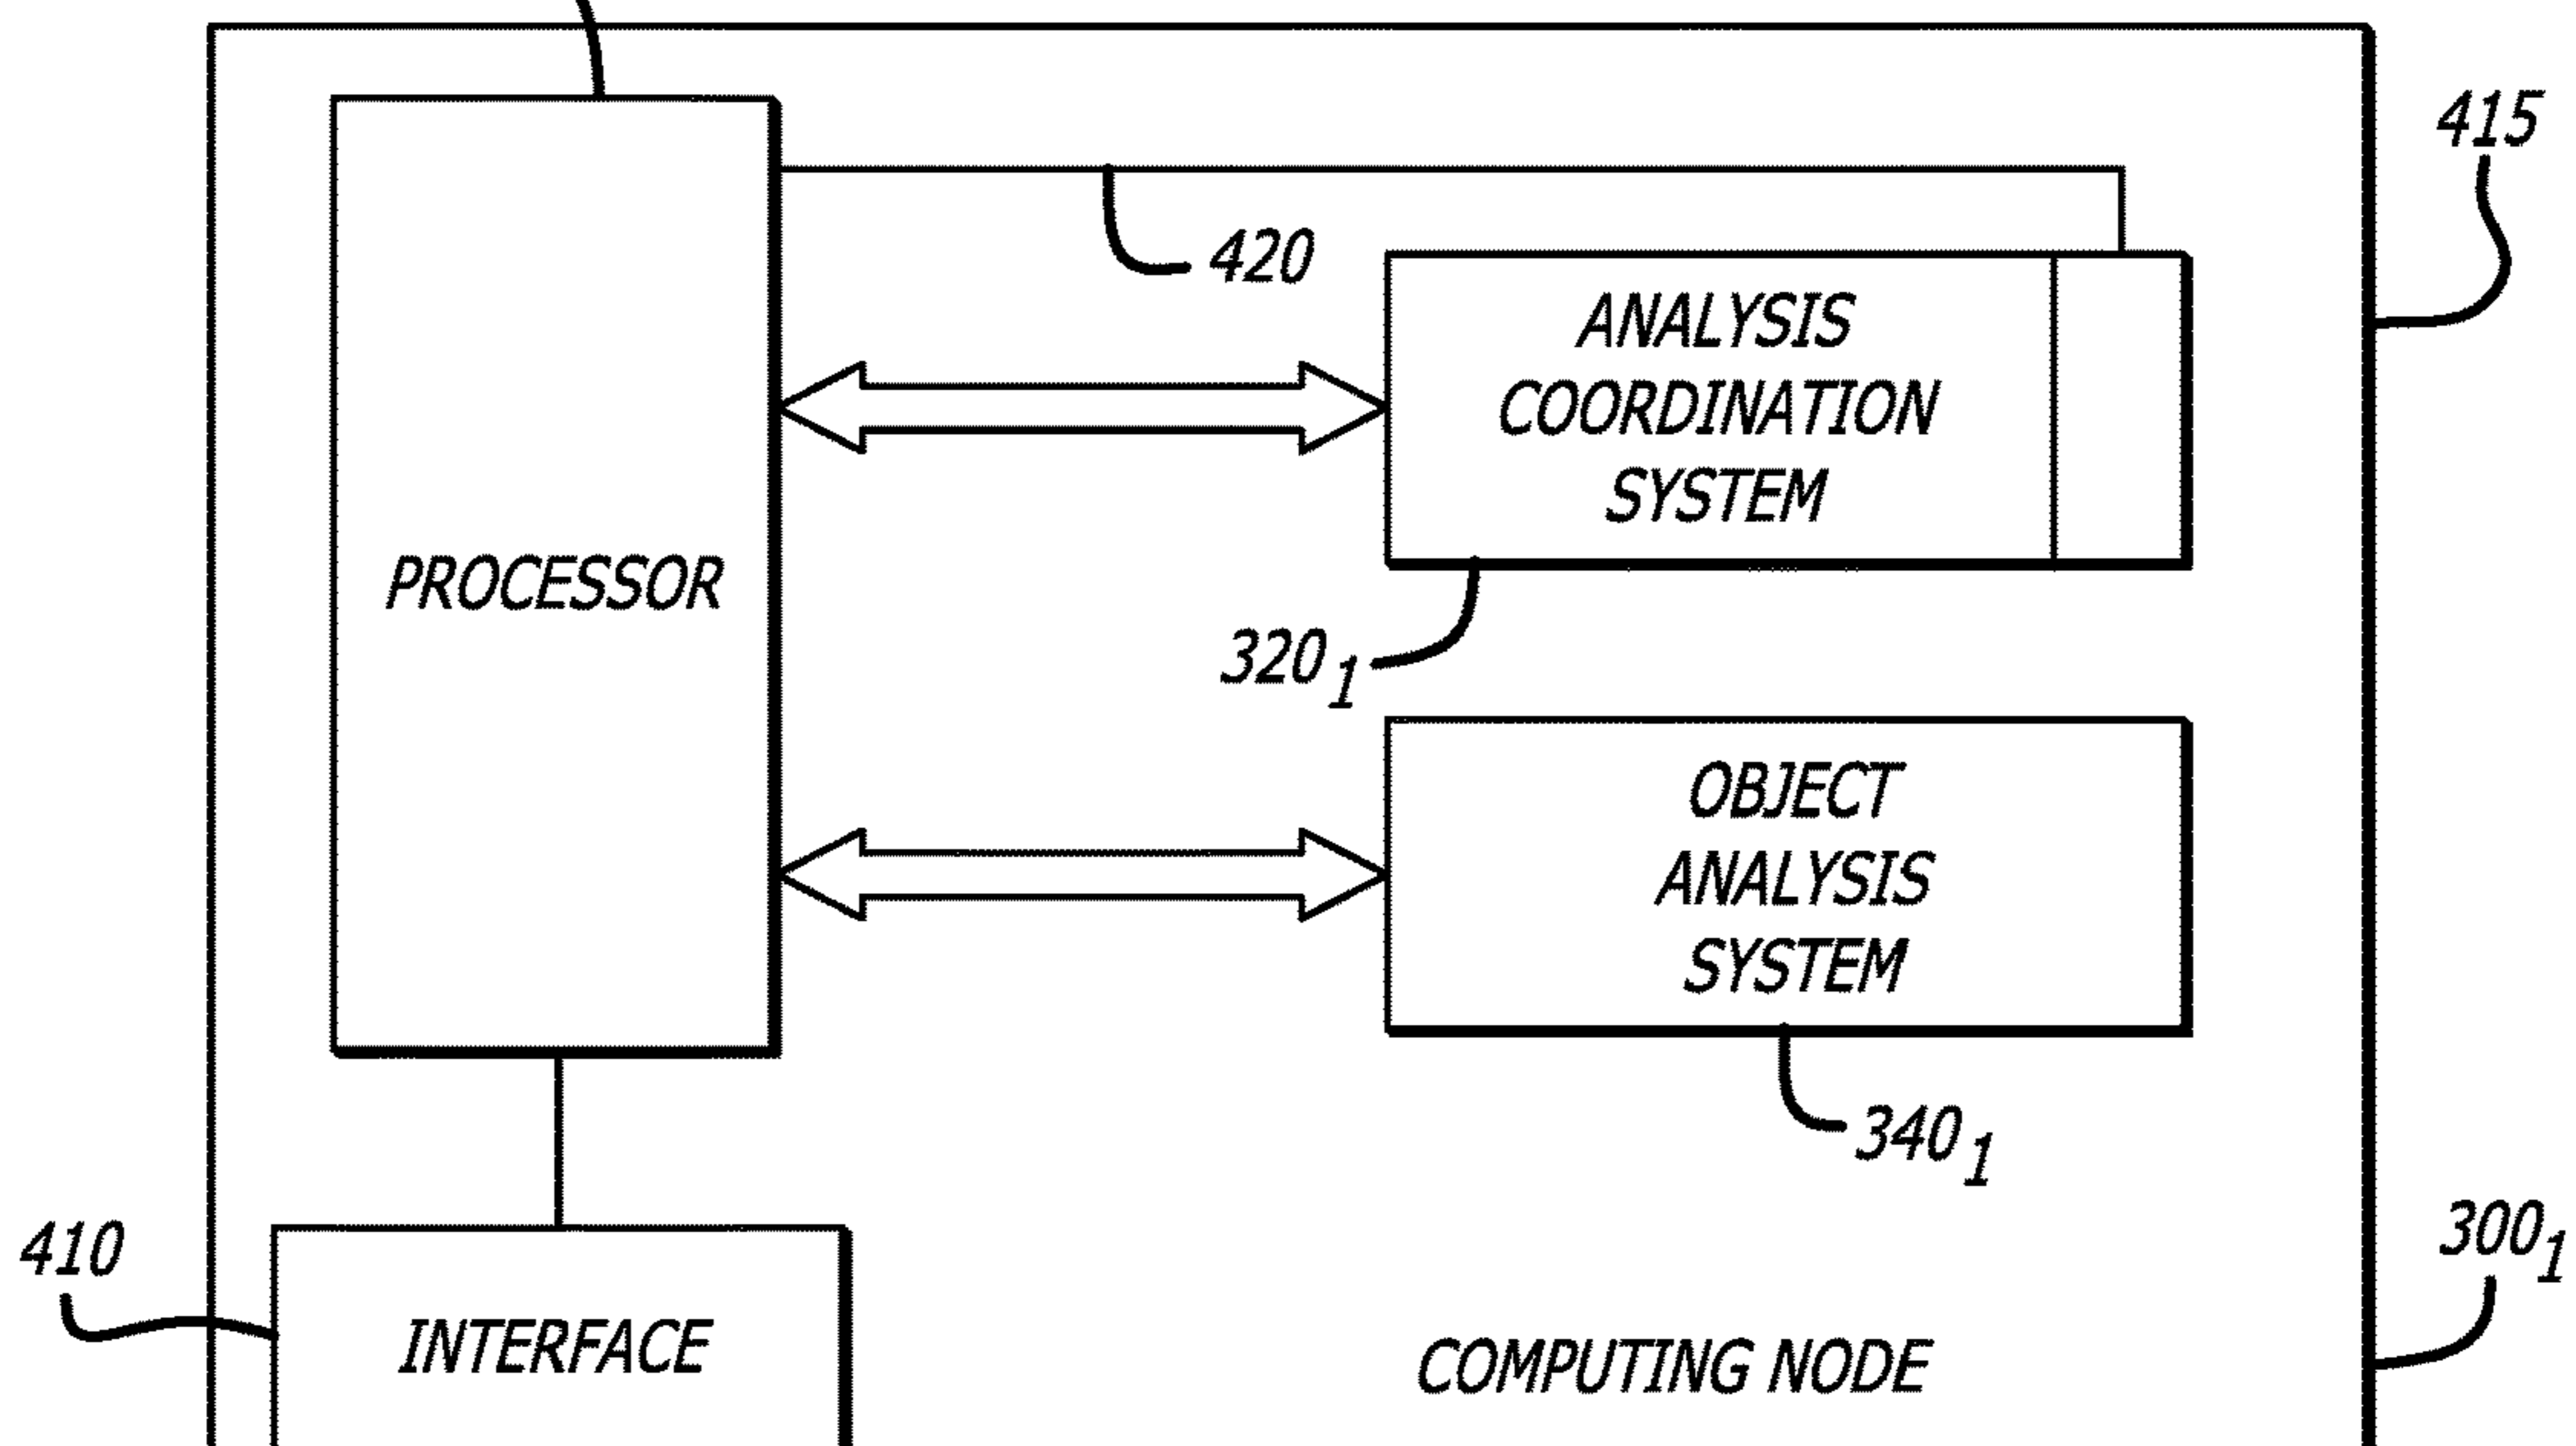 415
420
ANALYSIS
COORDINATION
SYSTEM
PROCESSOR
320 1
OBJECT
ANALYSIS
SYSTEM
340 1
410
300 1
INTERFACE
COMPUTING NODE